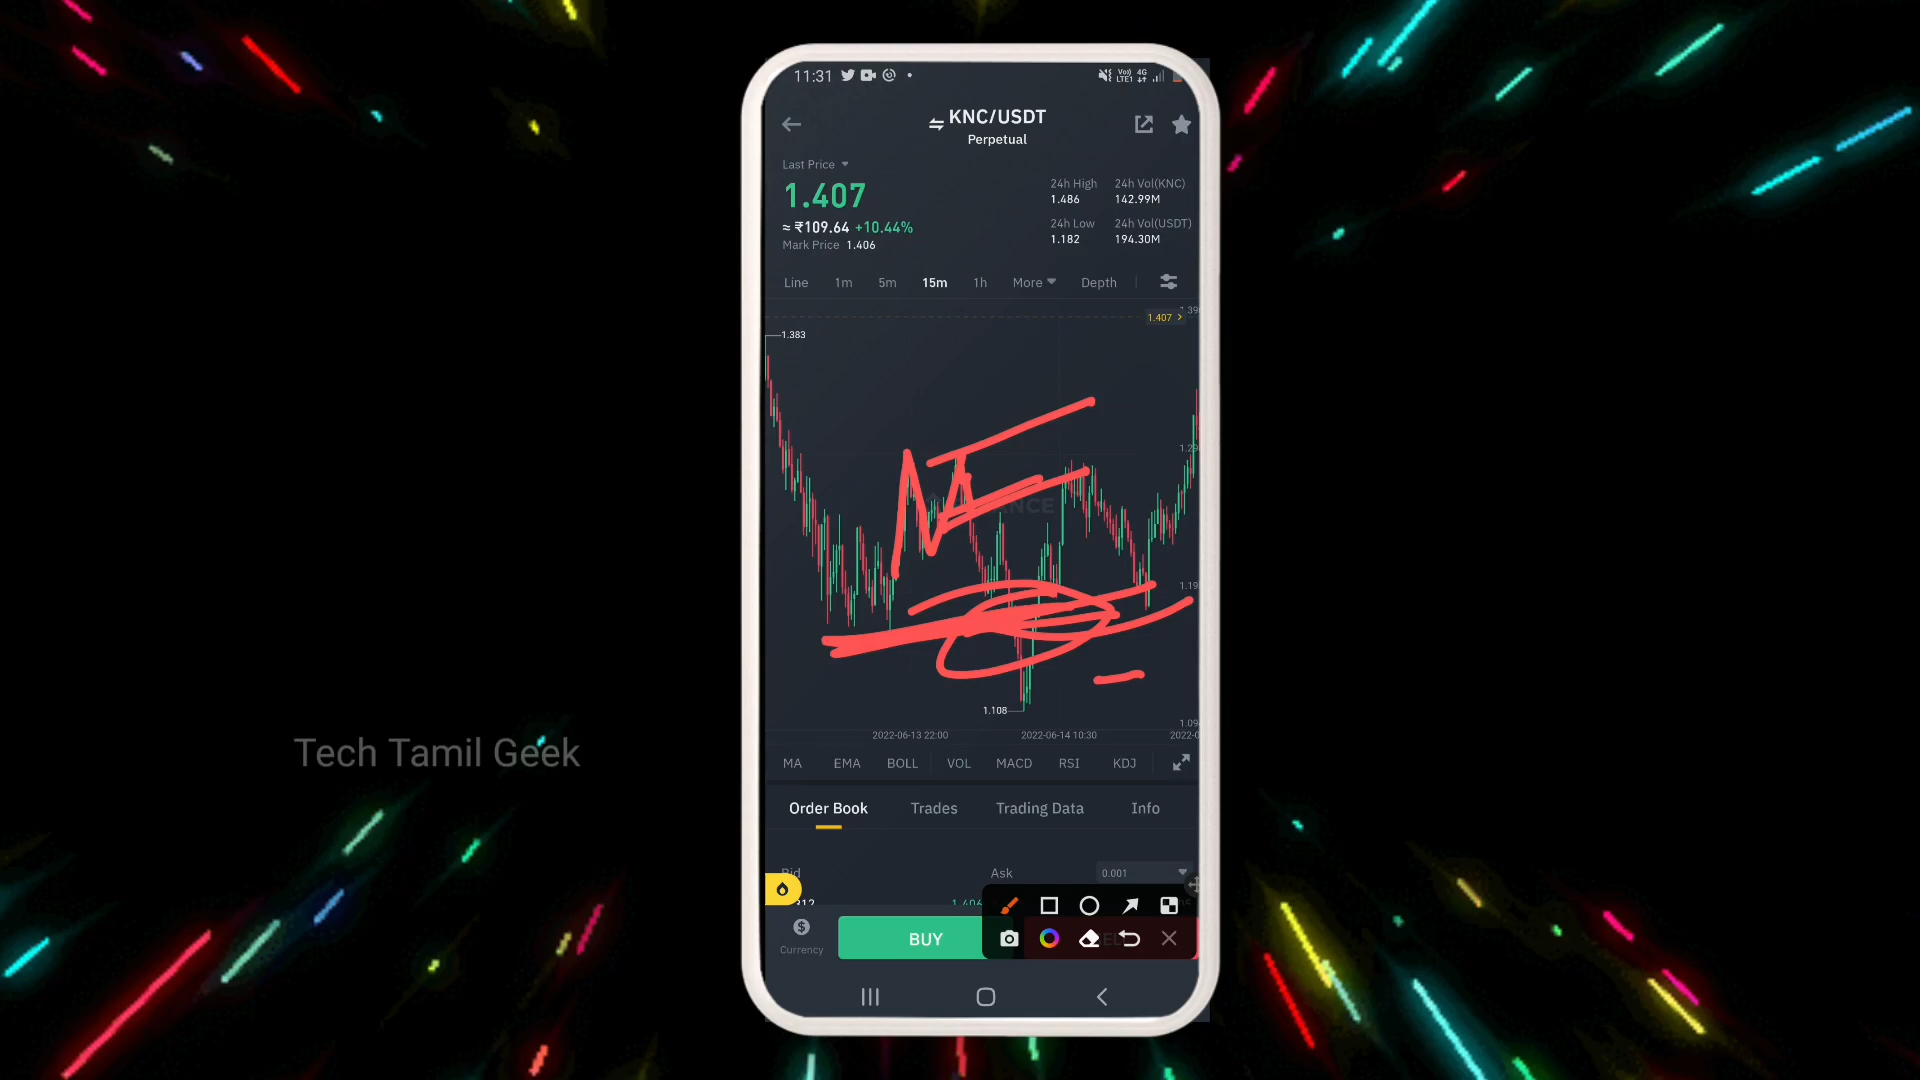 11:31
Vo)) 4G
LTE1
KNC/USDT
Perpetual
Last Price
1.407
≈ ₹109.64 +10.44%
Mark Price 1.406
24h High 24h Vol(KNC)
1.486 142.99M
24h Low 24h Vol(USDT)
1.182 194.30M
Line 1m 5m 15m 1h More Depth
1.407
1.383
1.108
2022-06-13 22:00 2022-06-14 10:30
MA EMA BOLL VOL MACD RSI KDJ
Tech Tamil Geek
Order Book Trades Trading Data Info
Bid Ask 0.001
Currency
BUY